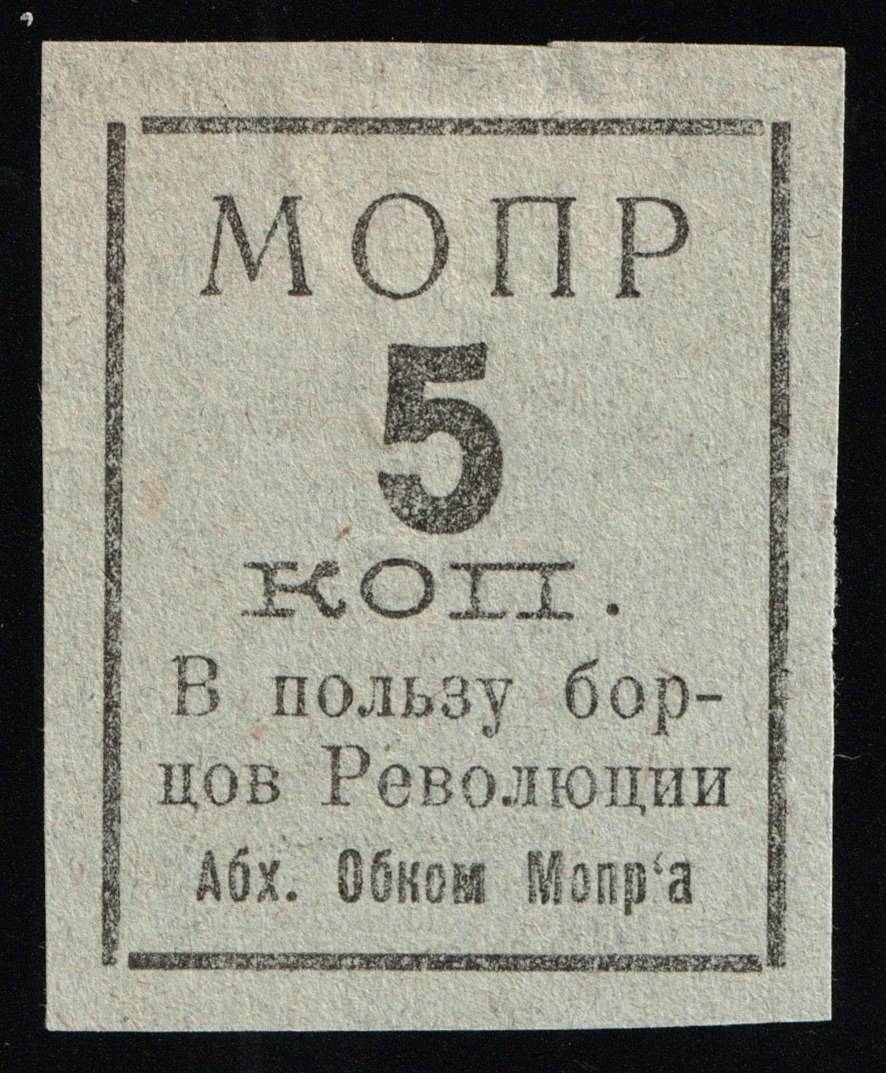 МОПР
5
коп.
В пользу бор-
цов Революции
Абх. Обком Мопр‘а